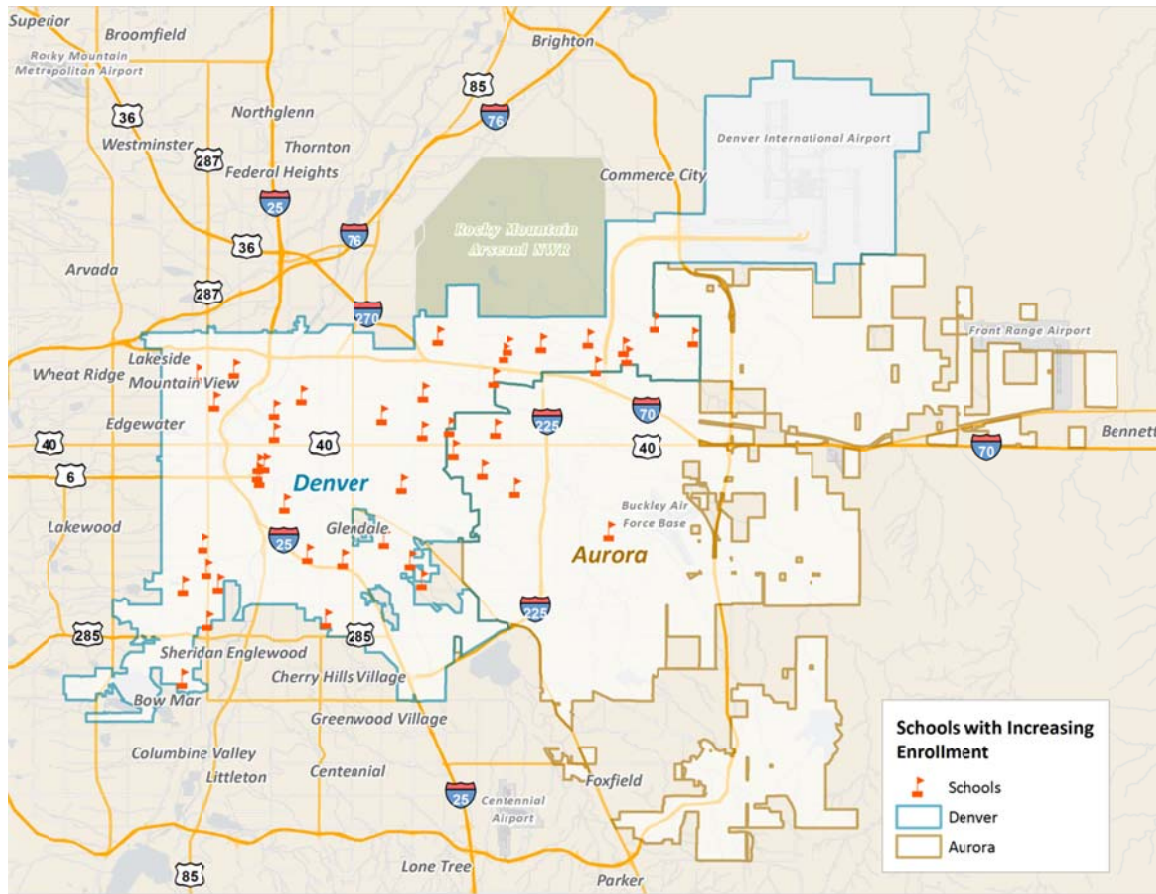 Superior
Broomfield
Brighton
Rocky Mountain
Metropolitan Airport
85
76
36
Northglenn
Westminster
Thornton
Denver International Airport
287
Federal Heights
Commerce City
25
76
Rocky Mountain
Arsenal NWR
36
Arvada
287
270
Front Range Airport
Lakeside
Wheat Ridge
Mountain View
Edgewater
70
225
40
40
40
70
Bennett
6
Denver
Buckley Air
Force Base
Lakewood
Glendale
25
Aurora
225
285
285
Sheridan Englewood
Cherry Hills Village
Bow Mar
Greenwood Village
Columbine Valley
Littleton
Centennial
Foxfield
25
Centennial
Airport
Lone Tree
85
Parker
Schools with Increasing
Enrollment
Schools
Denver
Aurora